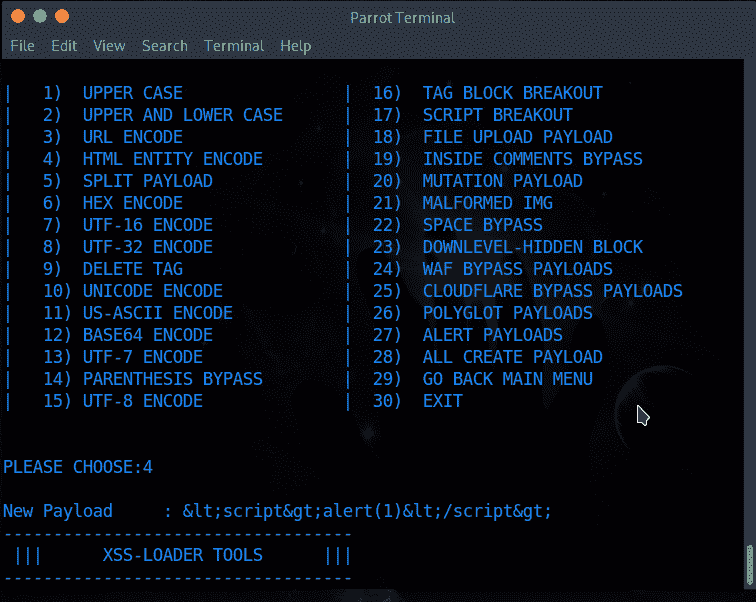 Parrot Terminal
File Edit View Search Terminal Help
| 1) UPPER CASE | 16) TAG BLOCK BREAKOUT
| 2) UPPER AND LOWER CASE | 17) SCRIPT BREAKOUT
| 3) URL ENCODE | 18) FILE UPLOAD PAYLOAD
| 4) HTML ENTITY ENCODE | 19) INSIDE COMMENTS BYPASS
| 5) SPLIT PAYLOAD | 20) MUTATION PAYLOAD
| 6) HEX ENCODE | 21) MALFORMED IMG
| 7) UTF-16 ENCODE | 22) SPACE BYPASS
| 8) UTF-32 ENCODE | 23) DOWNLEVEL-HIDDEN BLOCK
| 9) DELETE TAG | 24) WAF BYPASS PAYLOADS
| 10) UNICODE ENCODE | 25) CLOUDFLARE BYPASS PAYLOADS
| 11) US-ASCII ENCODE | 26) POLYGLOT PAYLOADS
| 12) BASE64 ENCODE | 27) ALERT PAYLOADS
| 13) UTF-7 ENCODE | 28) ALL CREATE PAYLOAD
| 14) PARENTHESIS BYPASS | 29) GO BACK MAIN MENU
| 15) UTF-8 ENCODE | 30) EXIT
PLEASE CHOOSE:4
New Payload : &lt;script&gt;alert(1)&lt;/script&gt;
-----------------------------------
||| XSS-LOADER TOOLS |||
-----------------------------------